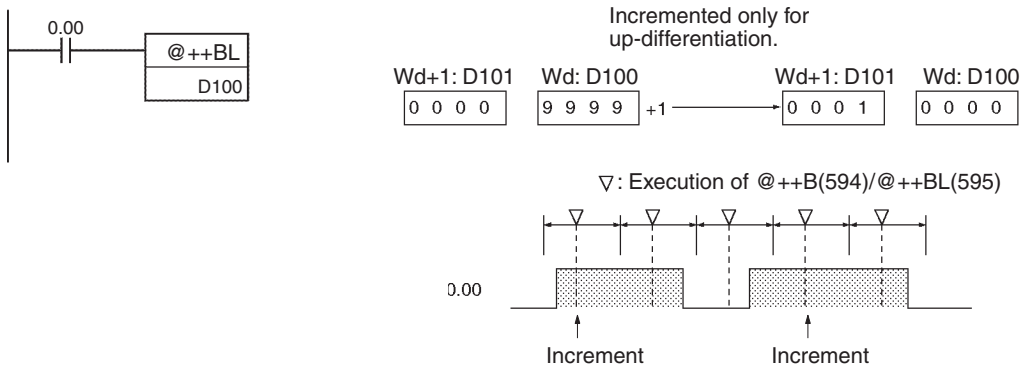 0.00
@++BL
D100
Incremented only for
up-differentiation.
Wd+1: D101 Wd: D100 Wd+1: D101 Wd: D100
0 0 0 0 9 9 9 9 +1 0 0 0 1 0 0 0 0
▽: Execution of @++B(594)/@++BL(595)
0.00
Increment Increment